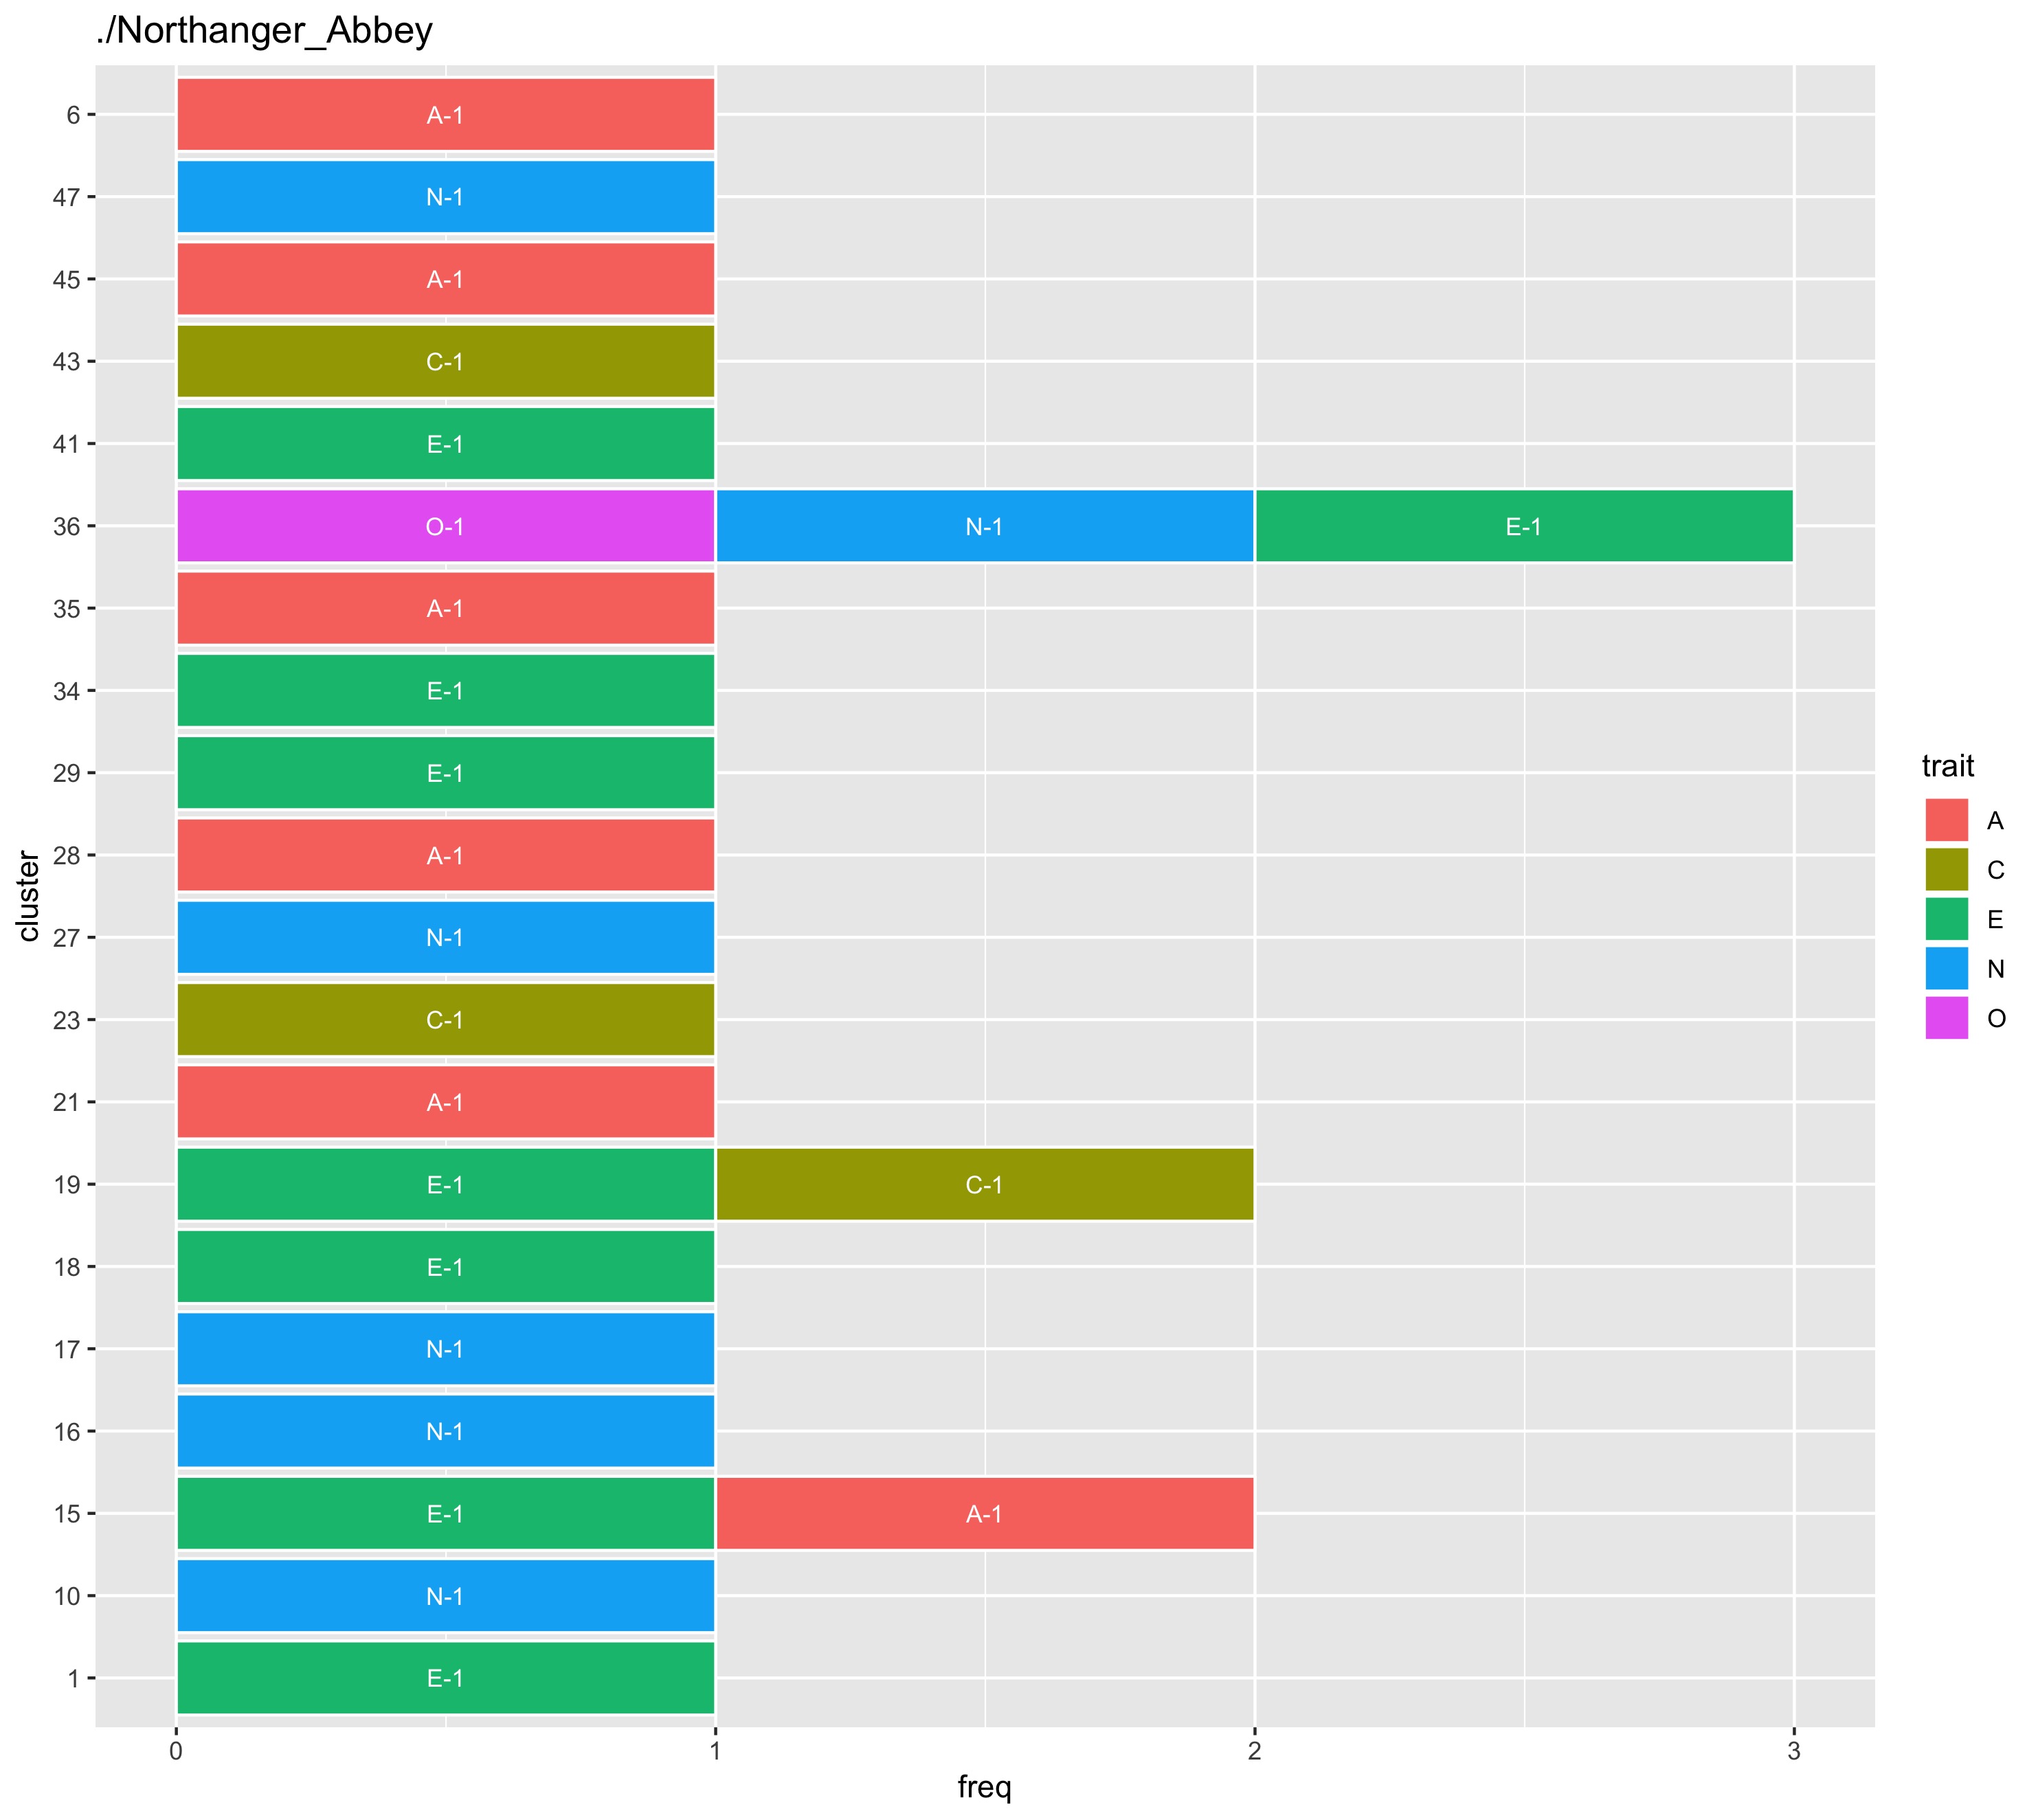 ./Northanger_Abbey
6 A-1
47 N-1
45 A-1
43 C-1
41 E-1
36 O-1 N-1 E-1
35 A-1
34 E-1
29 E-1
28 A-1
27 N-1
23 C-1
21 A-1
19 E-1 C-1
18 E-1
17 N-1
16 N-1
15 E-1 A-1
10 N-1
1 E-1
0 1 2 3
freq
cluster
trait
A
C
E
N
O